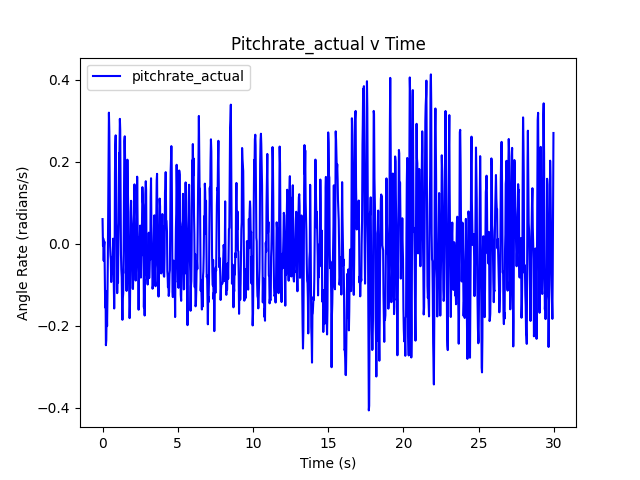 Pitchrate_actual v Time
pitchrate_actual
Angle Rate (radians/s)
0.4
0.2
0.0
−0.2
−0.4
0 5 10 15 20 25 30
Time (s)